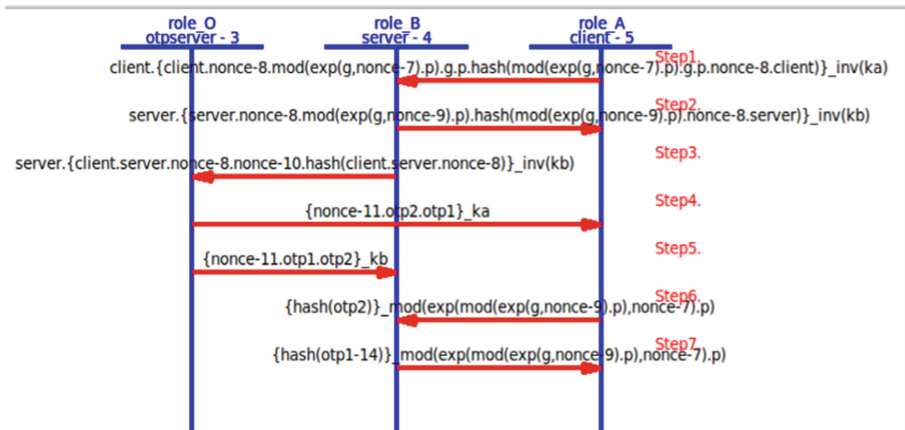 role_O
otpserver - 3
role_B
server - 4
role_A
client - 5
Step1.
client.{client.nonce-8.mod(exp(g,nonce-7).p).g.p.hash(mod(exp(g,nonce-7).p).g.p.nonce-8.client)}_inv(ka)
Step2.
server.{server.nonce-8.mod(exp(g,nonce-9).p).hash(mod(exp(g,nonce-9).p).nonce-8.server)}_inv(kb)
Step3.
server.{client.server.nonce-8.nonce-10.hash(client.server.nonce-8)}_inv(kb)
Step4.
{nonce-11.otp2.otp1}_ka
Step5.
{nonce-11.otp1.otp2}_kb
Step6.
{hash(otp2)}_mod(exp(mod(exp(g,nonce-9).p),nonce-7).p)
Step7.
{hash(otp1-14)}_mod(exp(mod(exp(g,nonce-9).p),nonce-7).p)